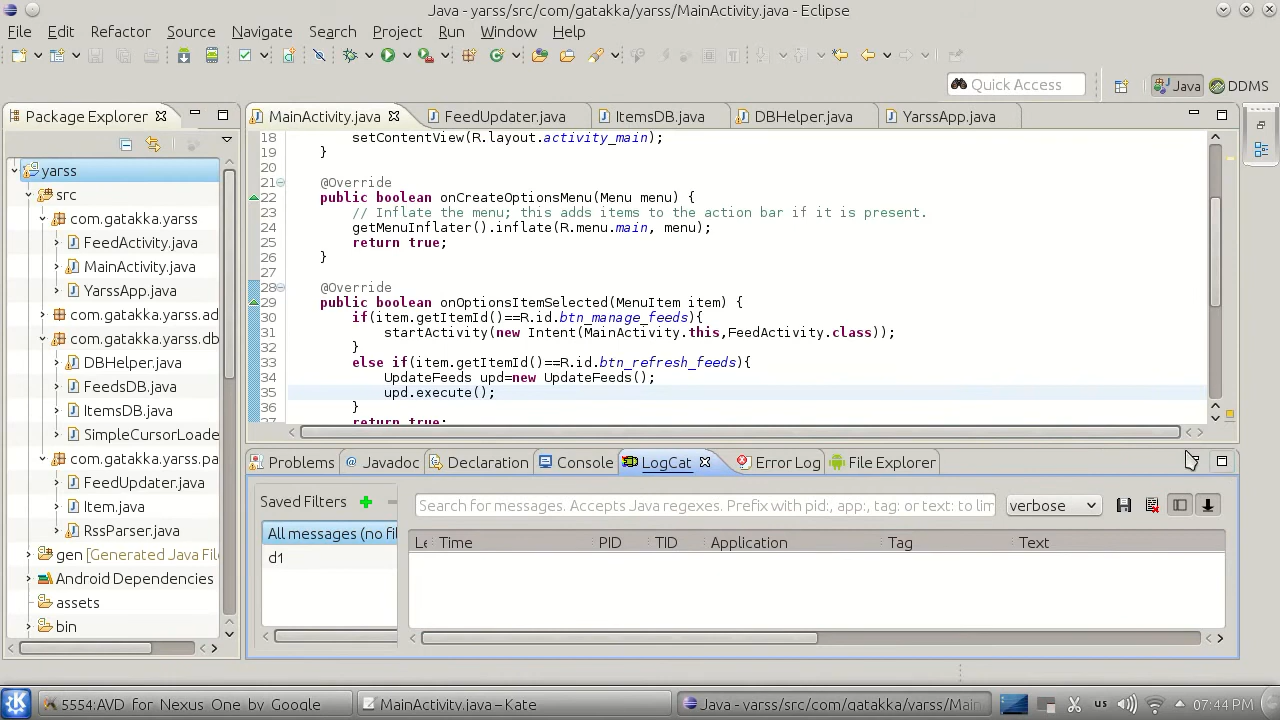 Java - yarss/src/com/gatakka/yarss/MainActivity.java - Eclipse
File Edit Refactor Source Navigate Search Project Run Window Help
Quick Access
Java
DDMS
Package Explorer
MainActivity.java
FeedUpdater.java
ItemsDB.java
DBHelper.java
YarssApp.java
yarss
src
com.gatakka.yarss
FeedActivity.java
MainActivity.java
YarssApp.java
com.gatakka.yarss.ad
com.gatakka.yarss.db
DBHelper.java
FeedsDB.java
ItemsDB.java
SimpleCursorLoade
com.gatakka.yarss.pa
FeedUpdater.java
Item.java
RssParser.java
gen [Generated Java File
Android Dependencies
assets
bin
18 setContentView(R.layout.activity_main);
19 }
20
21 @Override
22 public boolean onCreateOptionsMenu(Menu menu) {
23 // Inflate the menu; this adds items to the action bar if it is present.
24 getMenuInflater().inflate(R.menu.main, menu);
25 return true;
26 }
27
28 @Override
29 public boolean onOptionsItemSelected(MenuItem item) {
30 if(item.getItemId()==R.id.btn_manage_feeds){
31 startActivity(new Intent(MainActivity.this,FeedActivity.class));
32 }
33 else if(item.getItemId()==R.id.btn_refresh_feeds){
34 UpdateFeeds upd=new UpdateFeeds();
35 upd.execute();
36 }
37 return true;
Problems @ Javadoc Declaration Console LogCat Error Log File Explorer
Saved Filters
Search for messages. Accepts Java regexes. Prefix with pid:, app:, tag: or text: to lim
verbose
All messages (no fil
d1
Le Time PID TID Application Tag Text
5554:AVD_for_Nexus_One_by_Google
MainActivity.java – Kate
Java - yarss/src/com/gatakka/yarss/Main
us
07:44 PM